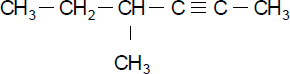 CH₃ — CH₂ — CH — C ≡ C — CH₃
CH₃